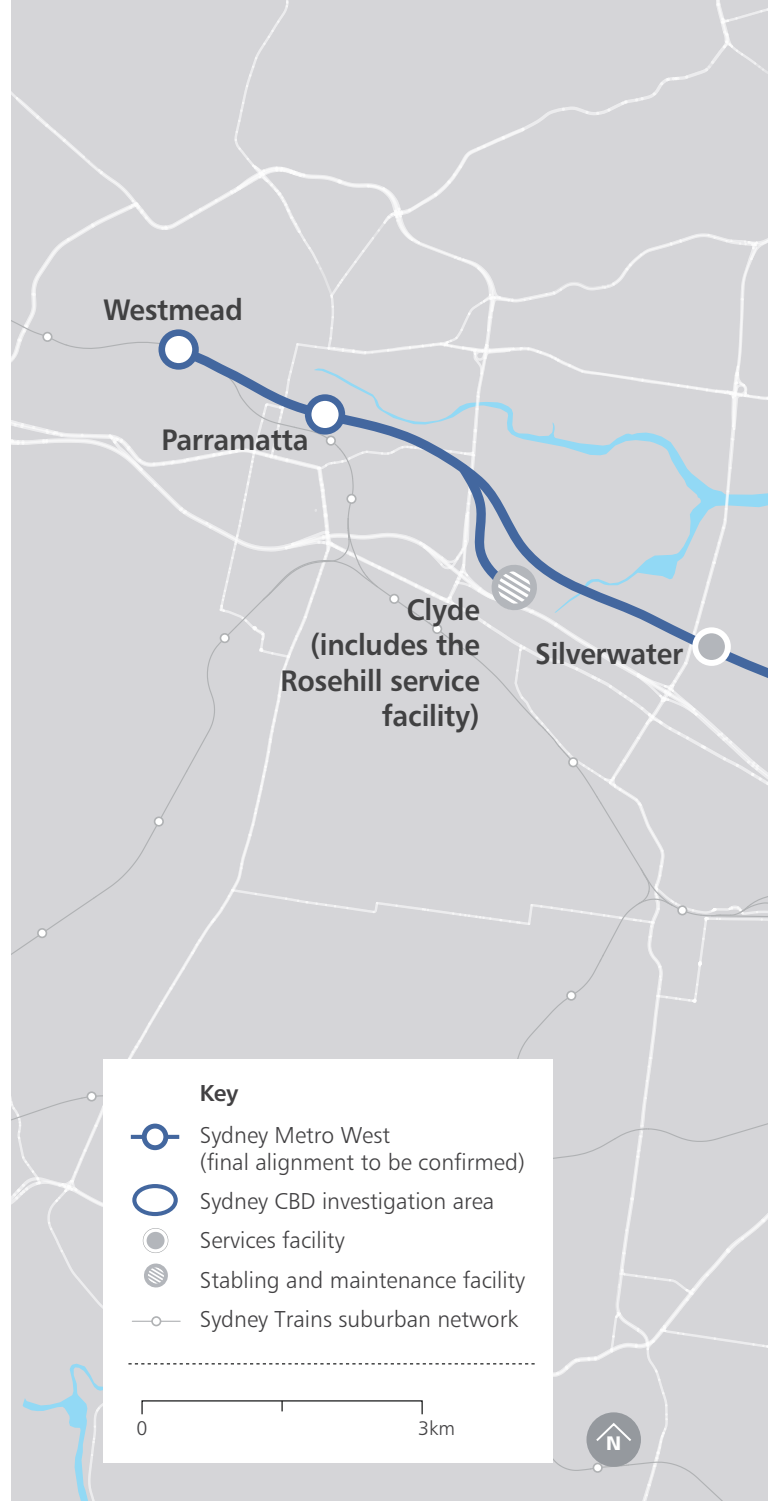 Westmead
Parramatta
Clyde
(includes the
Rosehill service
facility)
Silverwater
Key
Sydney Metro West
(final alignment to be confirmed)
Sydney CBD investigation area
Services facility
Stabling and maintenance facility
Sydney Trains suburban network
0
3km
N